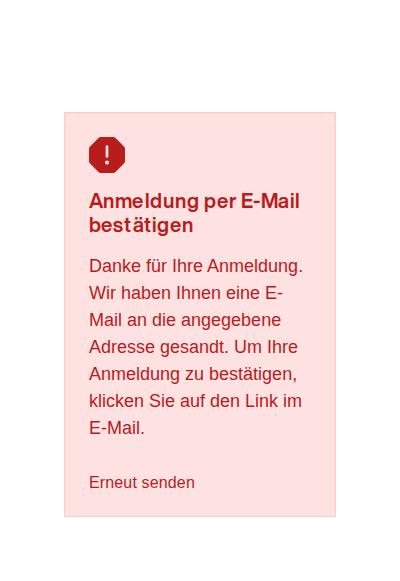 Anmeldung per E-Mail
bestätigen
Danke für Ihre Anmeldung.
Wir haben Ihnen eine E-
Mail an die angegebene
Adresse gesandt. Um Ihre
Anmeldung zu bestätigen,
klicken Sie auf den Link im
E-Mail.
Erneut senden